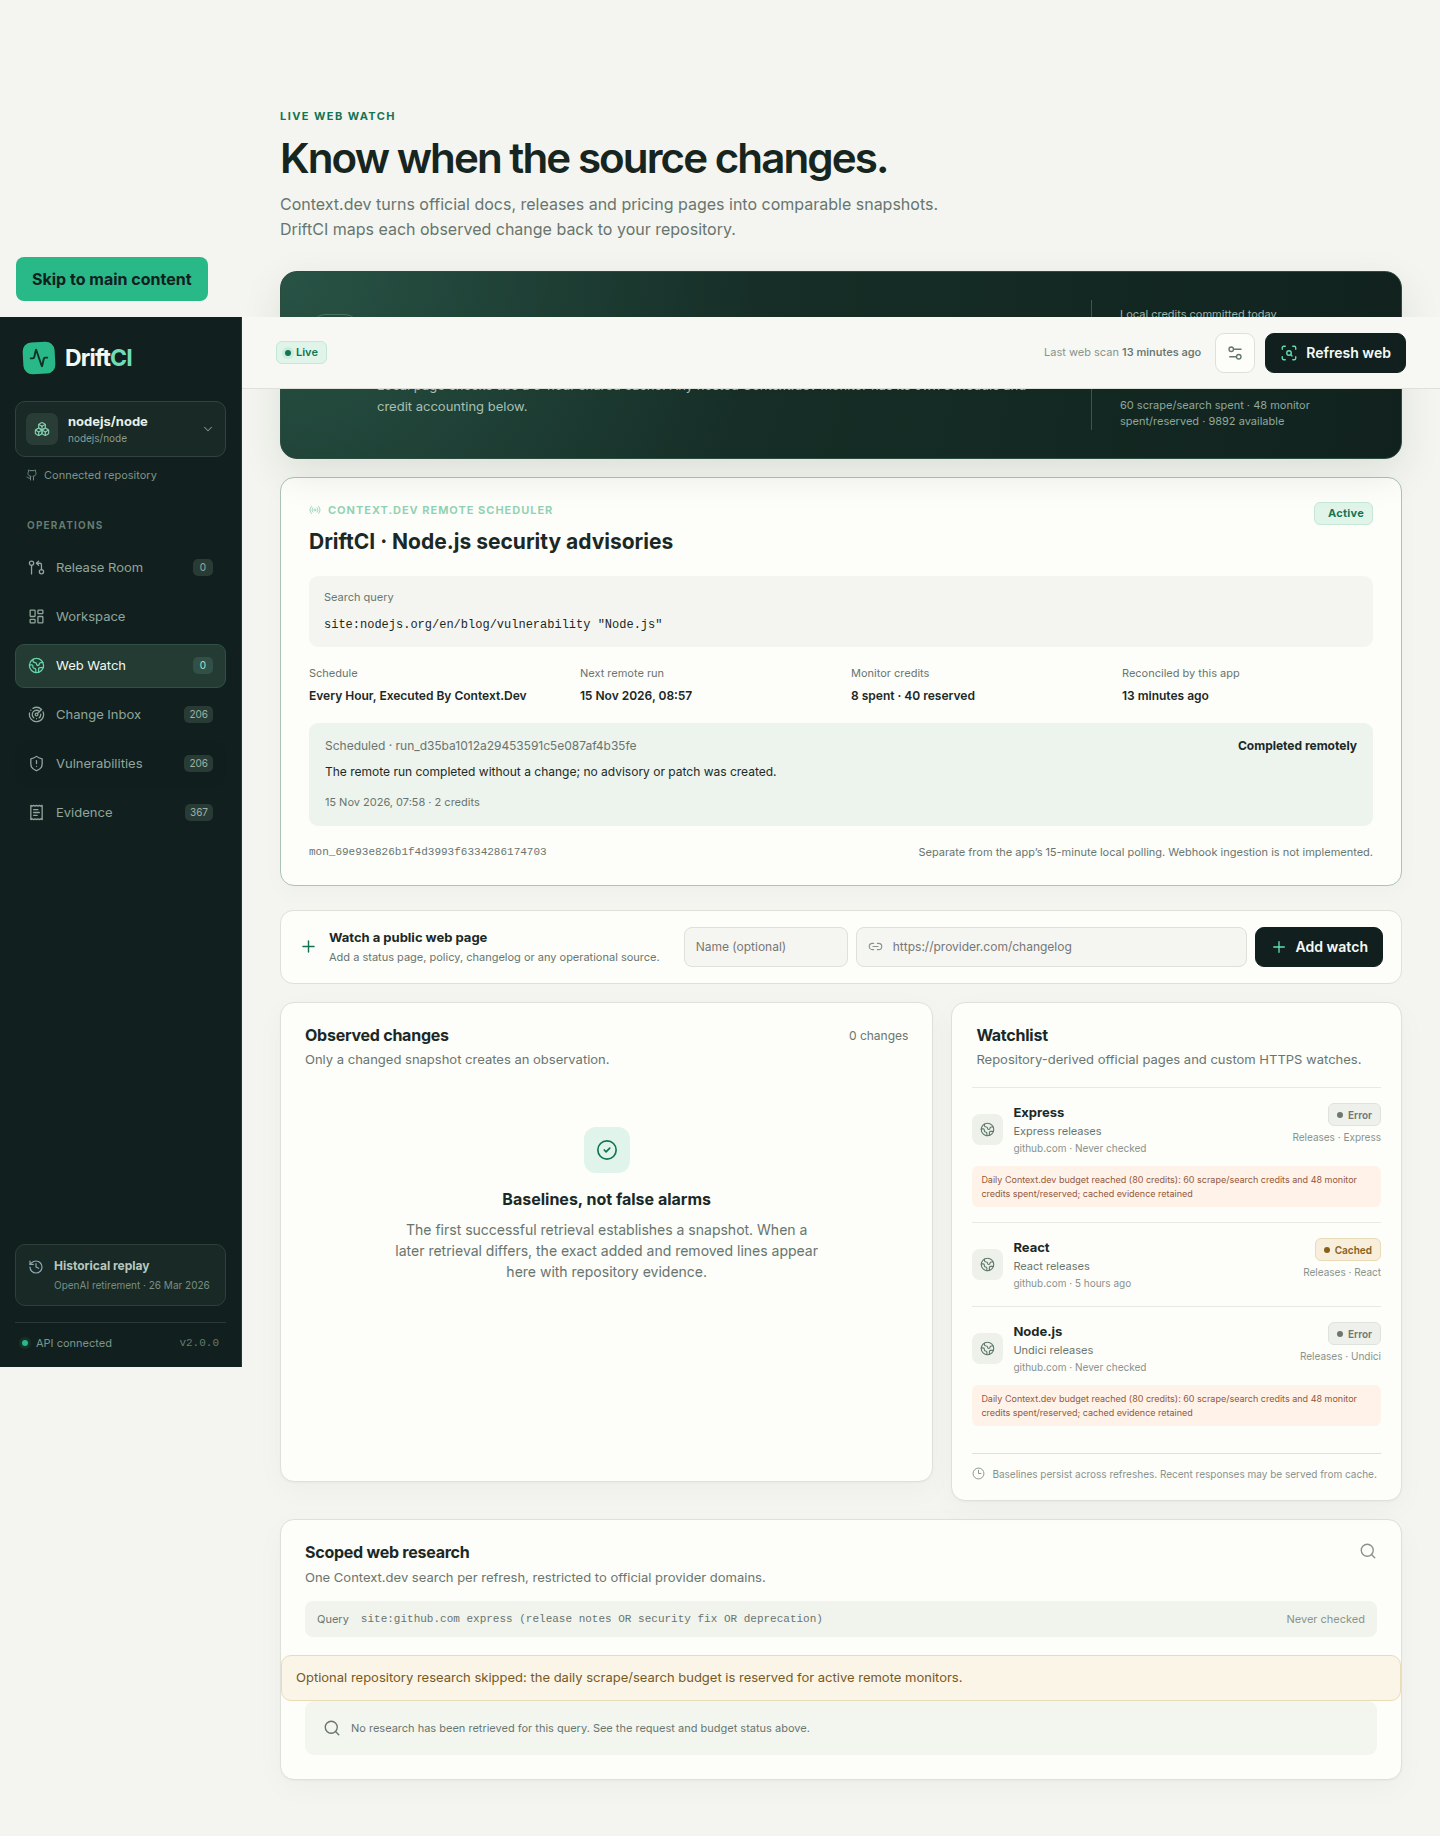 LIVE WEB WATCH
Know when the source changes.
Context.dev turns official docs, releases and pricing pages into comparable snapshots.
DriftCI maps each observed change back to your repository.
Skip to main content
Local credits committed today
DriftCI
Live
Last web scan 13 minutes ago
Refresh web
credit accounting below.
60 scrape/search spent · 48 monitor
spent/reserved · 9892 available
nodejs/node
nodejs/node
Connected repository
OPERATIONS
Release Room 0
Workspace
Web Watch 0
Change Inbox 206
Vulnerabilities 206
Evidence 367
Historical replay
OpenAI retirement · 26 Mar 2026
API connected v2.0.0
CONTEXT.DEV REMOTE SCHEDULER
Active
DriftCI · Node.js security advisories
Search query
site:nodejs.org/en/blog/vulnerability "Node.js"
Schedule
Every Hour, Executed By Context.Dev
Next remote run
15 Nov 2026, 08:57
Monitor credits
8 spent · 40 reserved
Reconciled by this app
13 minutes ago
Scheduled · run_d35ba1012a29453591c5e087af4b35fe
Completed remotely
The remote run completed without a change; no advisory or patch was created.
15 Nov 2026, 07:58 · 2 credits
mon_69e93e826b1f4d3993f6334286174703
Separate from the app's 15-minute local polling. Webhook ingestion is not implemented.
Watch a public web page
Add a status page, policy, changelog or any operational source.
Name (optional)
https://provider.com/changelog
Add watch
Observed changes
0 changes
Only a changed snapshot creates an observation.
Baselines, not false alarms
The first successful retrieval establishes a snapshot. When a
later retrieval differs, the exact added and removed lines appear
here with repository evidence.
Watchlist
Repository-derived official pages and custom HTTPS watches.
Express
Error
Express releases
Releases · Express
github.com · Never checked
Daily Context.dev budget reached (80 credits): 60 scrape/search credits and 48 monitor
credits spent/reserved; cached evidence retained
React
Cached
React releases
Releases · React
github.com · 5 hours ago
Node.js
Error
Undici releases
Releases · Undici
github.com · Never checked
Daily Context.dev budget reached (80 credits): 60 scrape/search credits and 48 monitor
credits spent/reserved; cached evidence retained
Baselines persist across refreshes. Recent responses may be served from cache.
Scoped web research
One Context.dev search per refresh, restricted to official provider domains.
Query site:github.com express (release notes OR security fix OR deprecation)
Never checked
Optional repository research skipped: the daily scrape/search budget is reserved for active remote monitors.
No research has been retrieved for this query. See the request and budget status above.